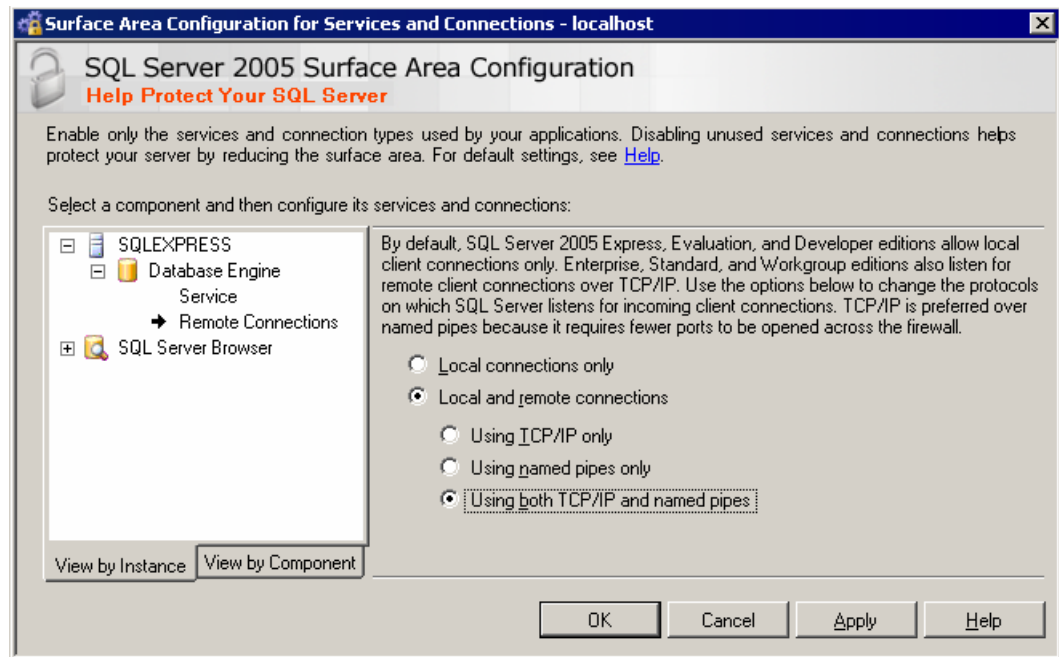 Surface Area Configuration for Services and Connections - localhost
SQL Server 2005 Surface Area Configuration
Help Protect Your SQL Server
Enable only the services and connection types used by your applications. Disabling unused services and connections helps
protect your server by reducing the surface area. For default settings, see Help.
Select a component and then configure its services and connections:
SQLEXPRESS
Database Engine
Service
Remote Connections
SQL Server Browser
View by Instance
View by Component
By default, SQL Server 2005 Express, Evaluation, and Developer editions allow local
client connections only. Enterprise, Standard, and Workgroup editions also listen for
remote client connections over TCP/IP. Use the options below to change the protocols
on which SQL Server listens for incoming client connections. TCP/IP is preferred over
named pipes because it requires fewer ports to be opened across the firewall.
Local connections only
Local and remote connections
Using TCP/IP only
Using named pipes only
Using both TCP/IP and named pipes
OK
Cancel
Apply
Help